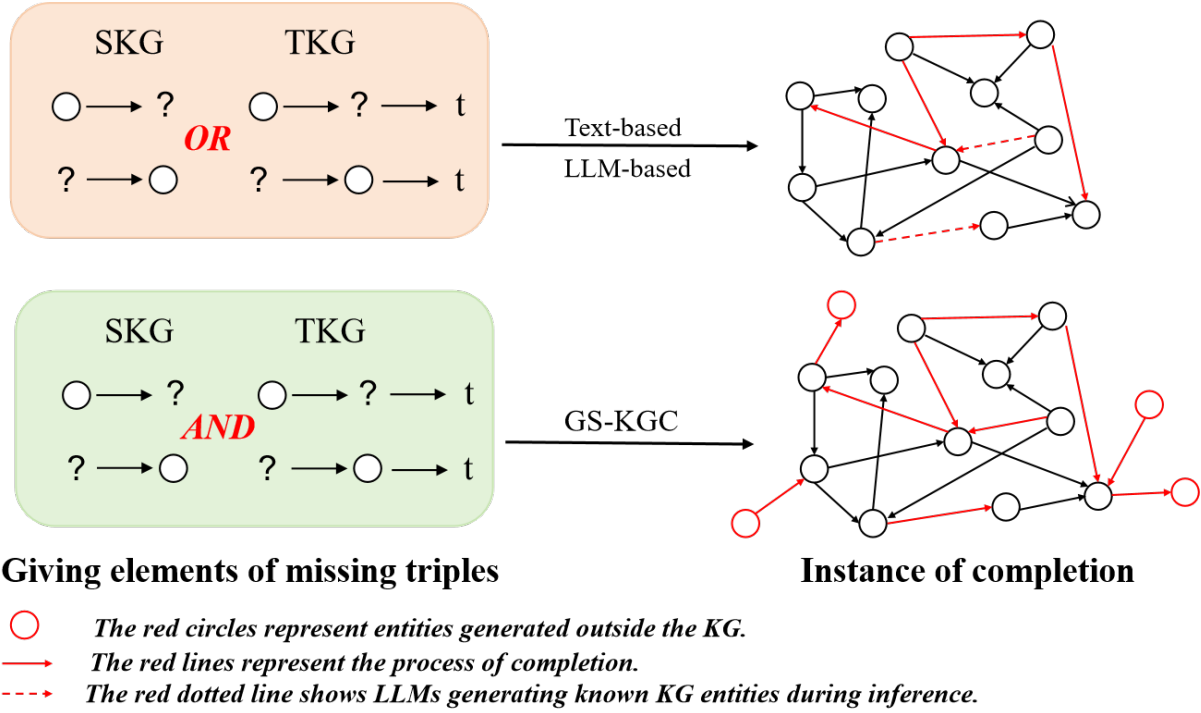 SKG TKG
? ? t
OR
? ? t
Text-based
LLM-based
SKG TKG
? ? t
AND
? ? t
GS-KGC
Giving elements of missing triples
Instance of completion
The red circles represent entities generated outside the KG.
The red lines represent the process of completion.
The red dotted line shows LLMs generating known KG entities during inference.